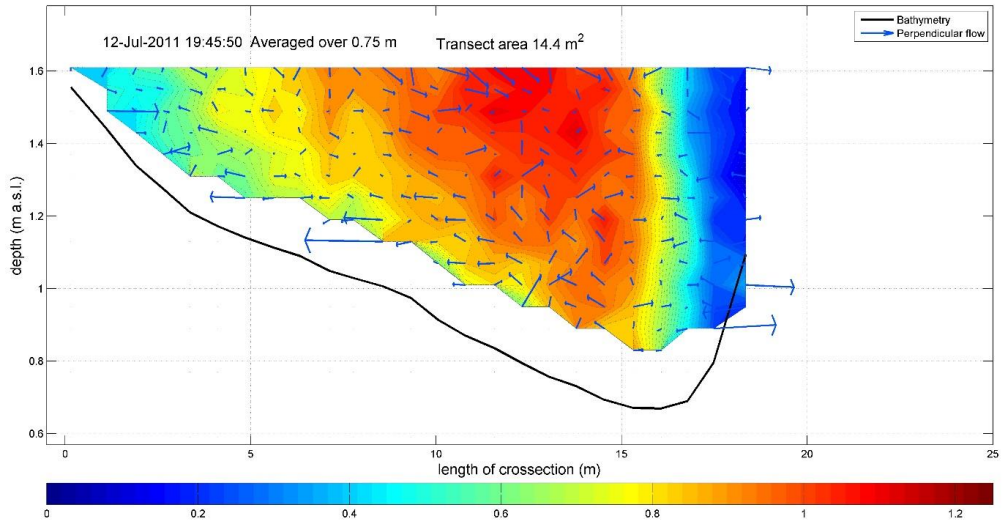 Bathymetry
Perpendicular flow
12-Jul-2011 19:45:50 Averaged over 0.75 m
Transect area 14.4 m²
1.6
1.4
1.2
1
0.8
0.6
depth (m a.s.l.)
0 5 10 15 20 25
length of crossection (m)
0 0.2 0.4 0.6 0.8 1 1.2